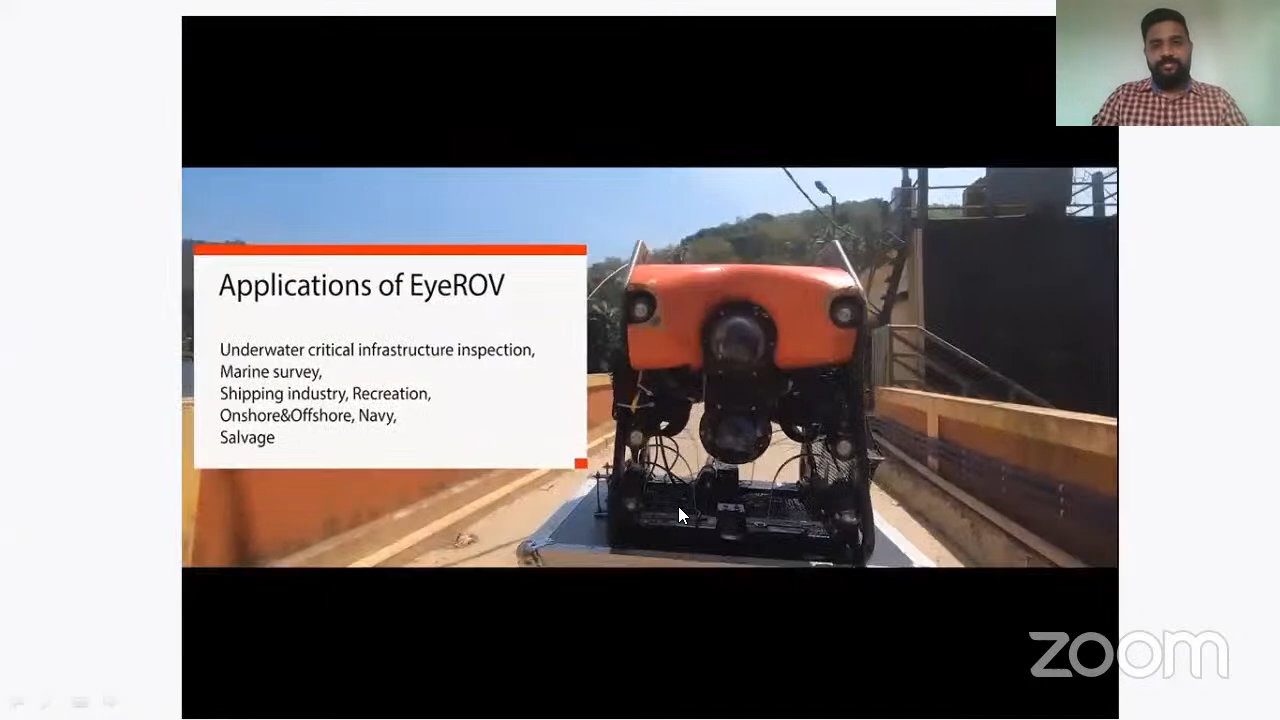 Applications of EyeROV
Underwater critical infrastructure inspection,
Marine survey,
Shipping industry, Recreation,
Onshore&Offshore, Navy,
Salvage
zoom